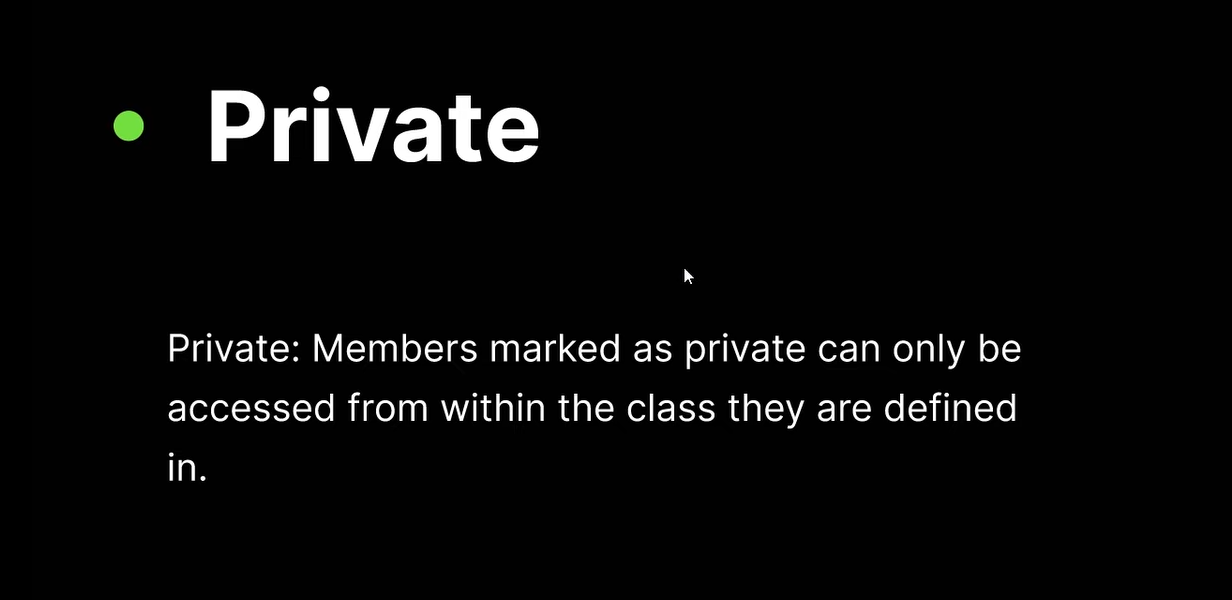 Private
Private: Members marked as private can only be
accessed from within the class they are defined
in.